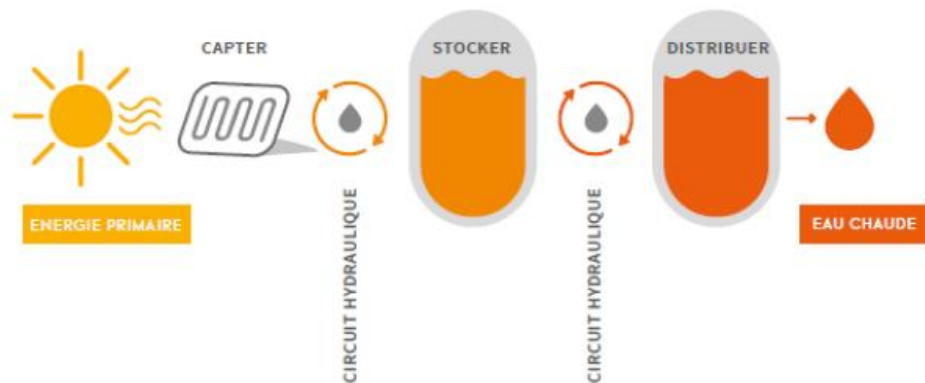 CAPTER
STOCKER
DISTRIBUER
ENERGIE PRIMAIRE
CIRCUIT HYDRAULIQUE
CIRCUIT HYDRAULIQUE
EAU CHAUDE